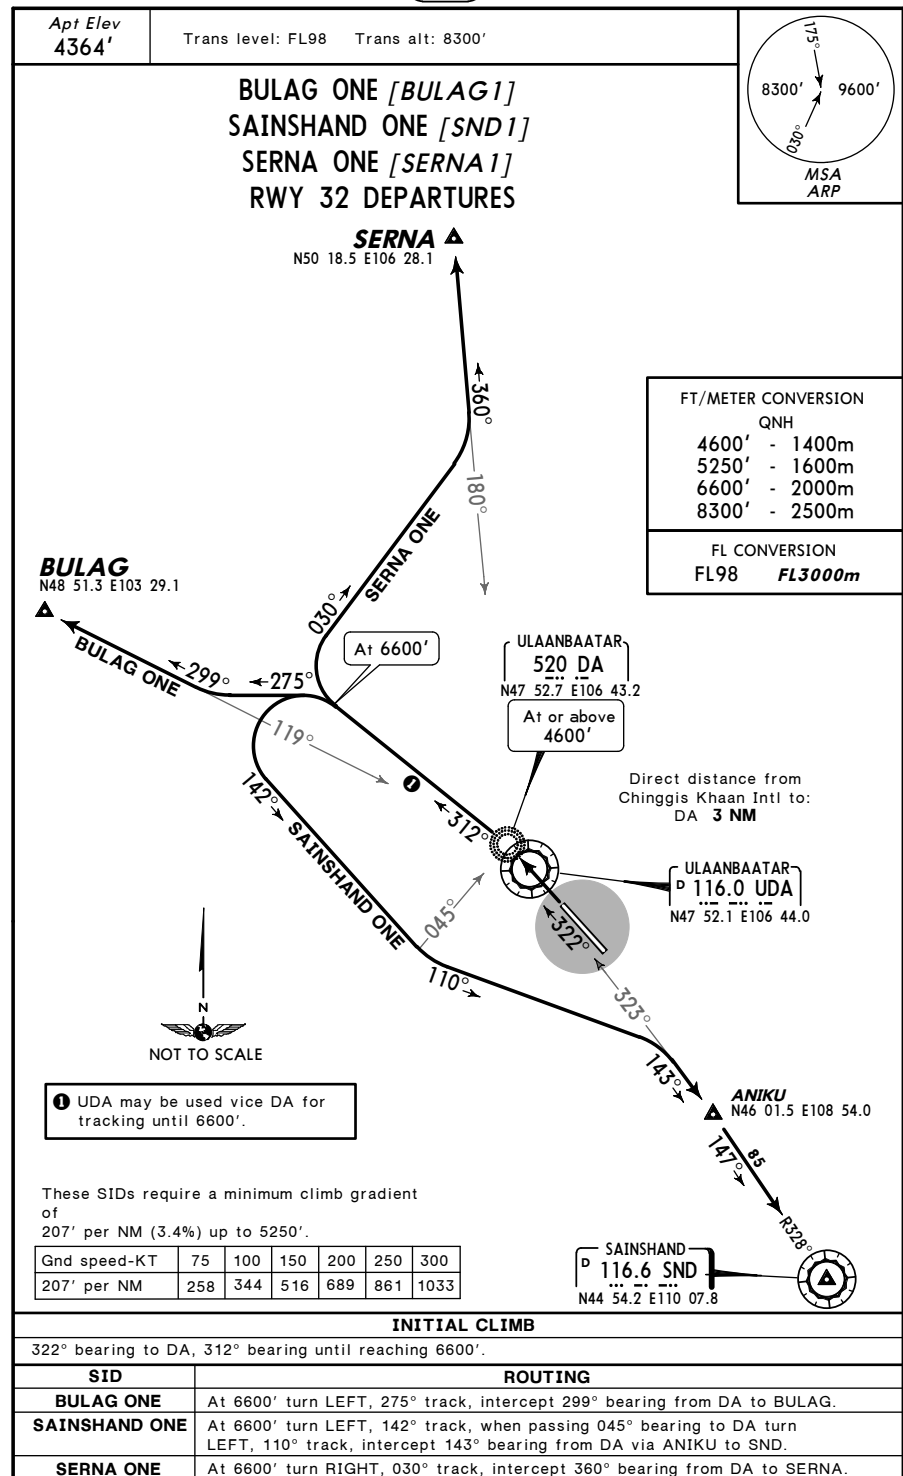 Apt Elev
4364'
Trans level: FL98 Trans alt: 8300'
175°
8300' 9600'
030°
MSA
ARP
BULAG ONE [BULAG1]
SAINSHAND ONE [SND1]
SERNA ONE [SERNA1]
RWY 32 DEPARTURES
SERNA
N50 18.5 E106 28.1
360°
180°
FT/METER CONVERSION
QNH
4600' - 1400m
5250' - 1600m
6600' - 2000m
8300' - 2500m
FL CONVERSION
FL98 FL3000m
SERNA ONE
030°
BULAG
N48 51.3 E103 29.1
BULAG ONE
299°
275°
At 6600'
119°
ULAANBAATAR
520 DA
N47 52.7 E106 43.2
At or above
4600'
Direct distance from
Chinggis Khaan Intl to:
DA 3 NM
1
312°
142°
SAINSHAND ONE
045°
ULAANBAATAR
D 116.0 UDA
N47 52.1 E106 44.0
322°
110°
323°
N
NOT TO SCALE
143°
ANIKU
N46 01.5 E108 54.0
1 UDA may be used vice DA for
tracking until 6600'.
147°
85
R328°
These SIDs require a minimum climb gradient
of
207' per NM (3.4%) up to 5250'.
Gnd speed-KT 75 100 150 200 250 300
207' per NM 258 344 516 689 861 1033
SAINSHAND
D 116.6 SND
N44 54.2 E110 07.8
INITIAL CLIMB
322° bearing to DA, 312° bearing until reaching 6600'.
SID ROUTING
BULAG ONE At 6600' turn LEFT, 275° track, intercept 299° bearing from DA to BULAG.
SAINSHAND ONE At 6600' turn LEFT, 142° track, when passing 045° bearing to DA turn
LEFT, 110° track, intercept 143° bearing from DA via ANIKU to SND.
SERNA ONE At 6600' turn RIGHT, 030° track, intercept 360° bearing from DA to SERNA.